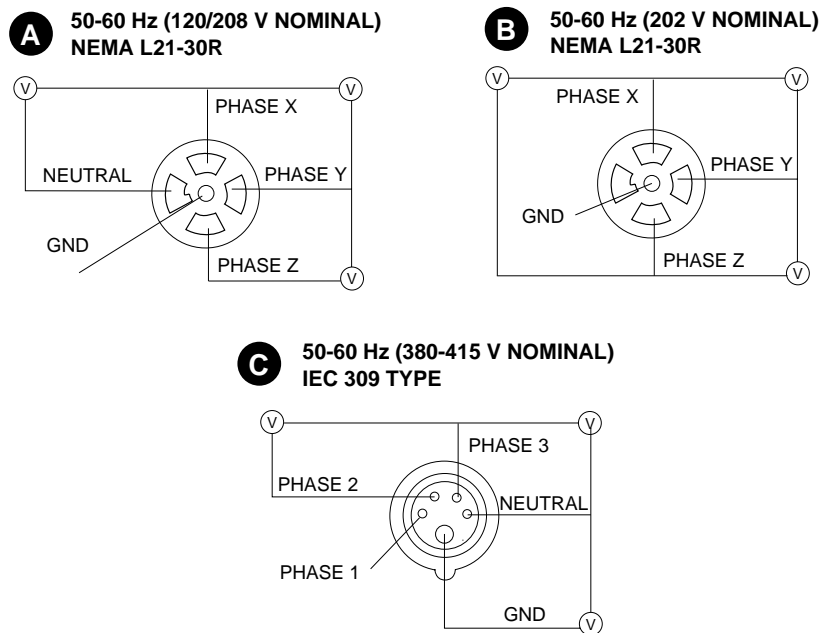 A
50-60 Hz (120/208 V NOMINAL)
NEMA L21-30R
V
V
PHASE X
NEUTRAL
PHASE Y
GND
PHASE Z
V
B
50-60 Hz (202 V NOMINAL)
NEMA L21-30R
V
V
PHASE X
PHASE Y
GND
PHASE Z
V
C
50-60 Hz (380-415 V NOMINAL)
IEC 309 TYPE
V
V
PHASE 3
PHASE 2
NEUTRAL
PHASE 1
GND
V